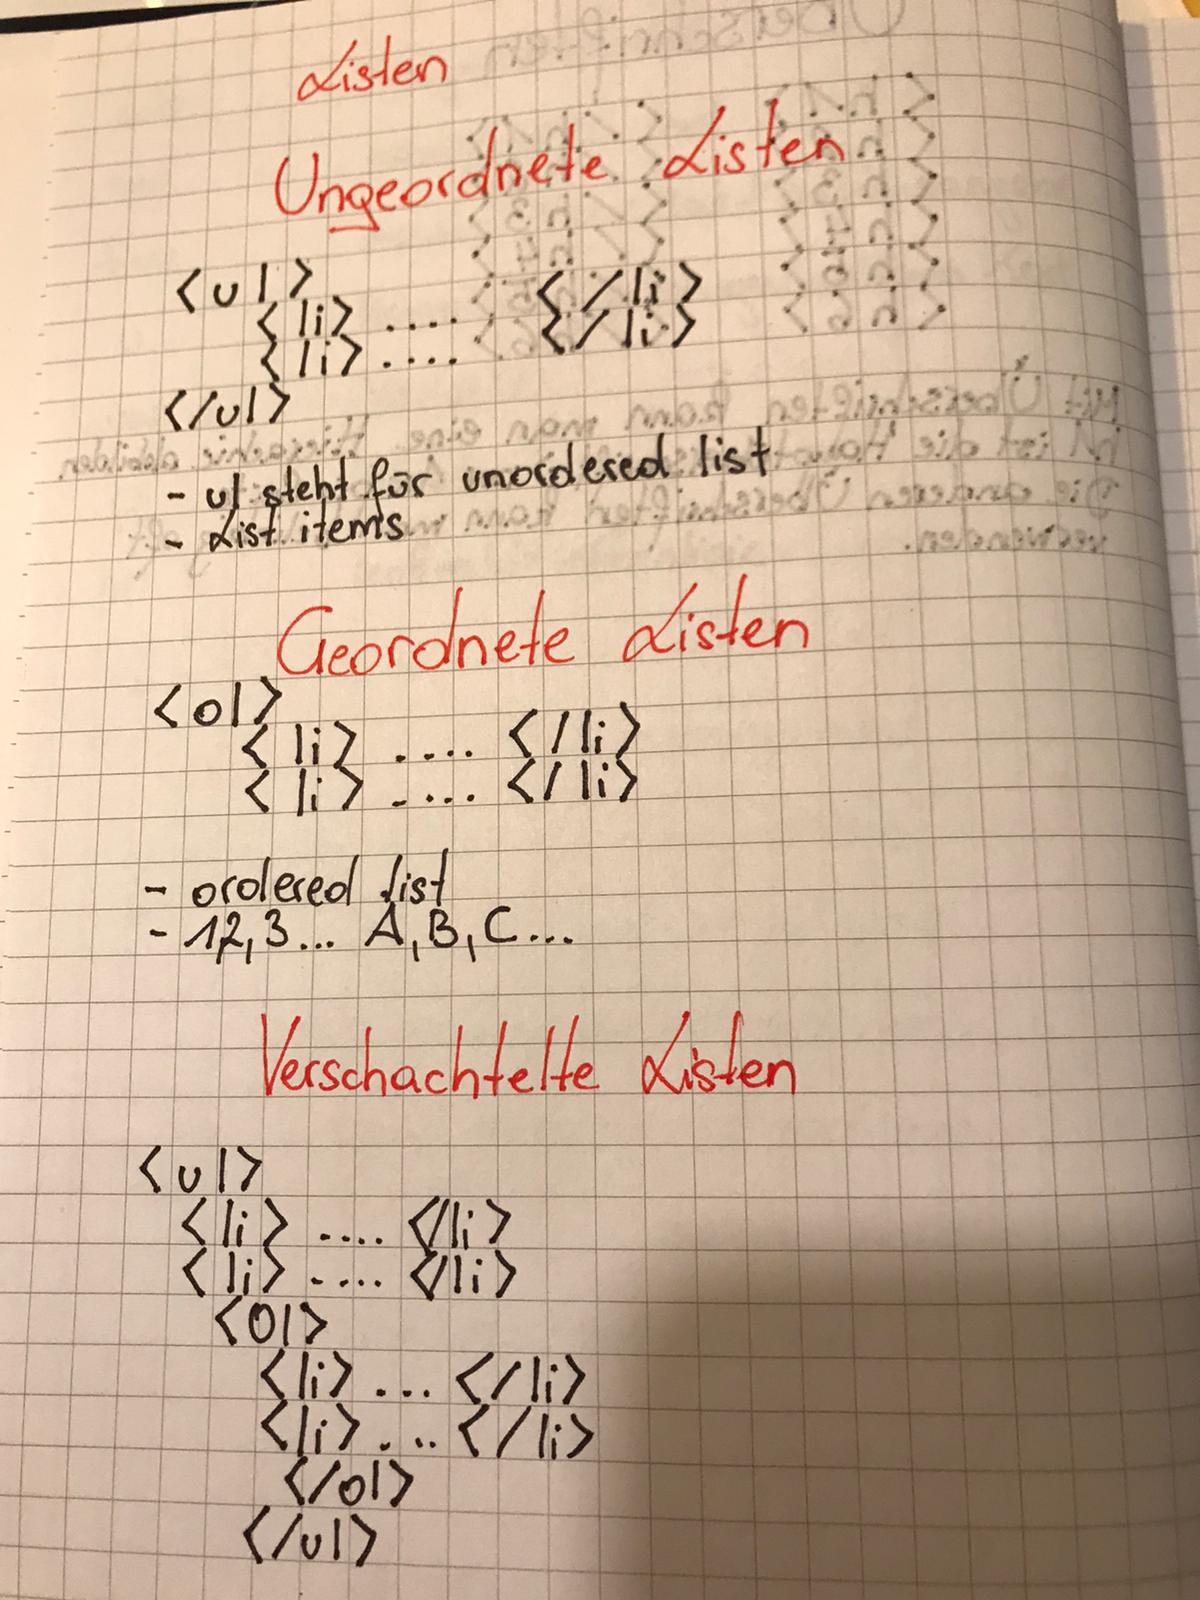 Listen
Ungeordnete Listen
<ul>
<li> .... </li>
<li> .... </li>
</ul>
- ul steht für unordered list
- List items
Geordnete Listen
<ol>
<li> .... </li>
<li> .... </li>
- ordered list
- 12,3... A,B,C...
Verschachtelte Listen
<ul>
<li> .... </li>
<li> .... </li>
<Ol>
<li> ... </li>
<li> ... </li>
</ol>
</ul>